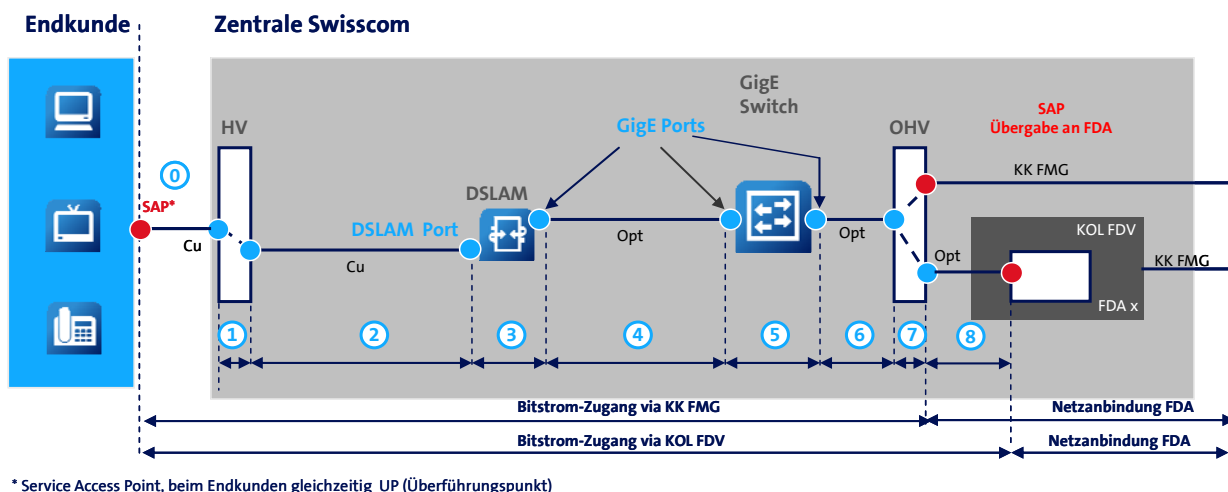 Endkunde
Zentrale Swisscom
GigE
Switch
HV
GigE Ports
OHV
SAP
Übergabe an FDA
0
KK FMG
SAP*
DSLAM
DSLAM Port
Cu
Opt
Opt
KOL FDV
Cu
Opt
KK FMG
FDA x
1
2
3
4
5
6
7
8
Bitstrom-Zugang via KK FMG
Netzanbindung FDA
Bitstrom-Zugang via KOL FDV
Netzanbindung FDA
* Service Access Point, beim Endkunden gleichzeitig UP (Überführungspunkt)